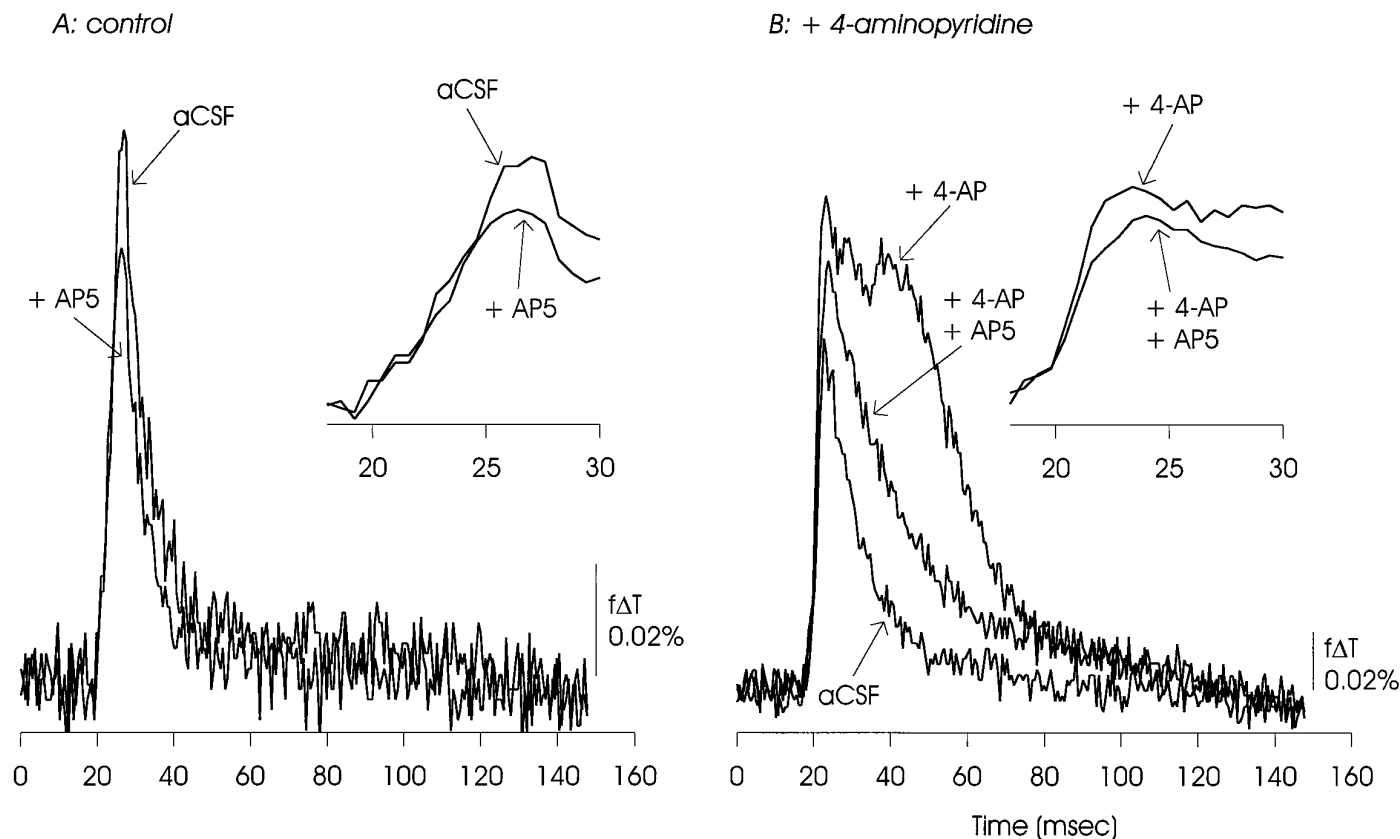 A: control
aCSF
+ AP5
aCSF
+ AP5
20 25 30
fΔT
0.02%
0 20 40 60 80 100 120 140 160
B: + 4-aminopyridine
+ 4-AP
+ 4-AP
+ AP5
aCSF
+ 4-AP
+ 4-AP
+ AP5
20 25 30
fΔT
0.02%
0 20 40 60 80 100 120 140 160
Time (msec)